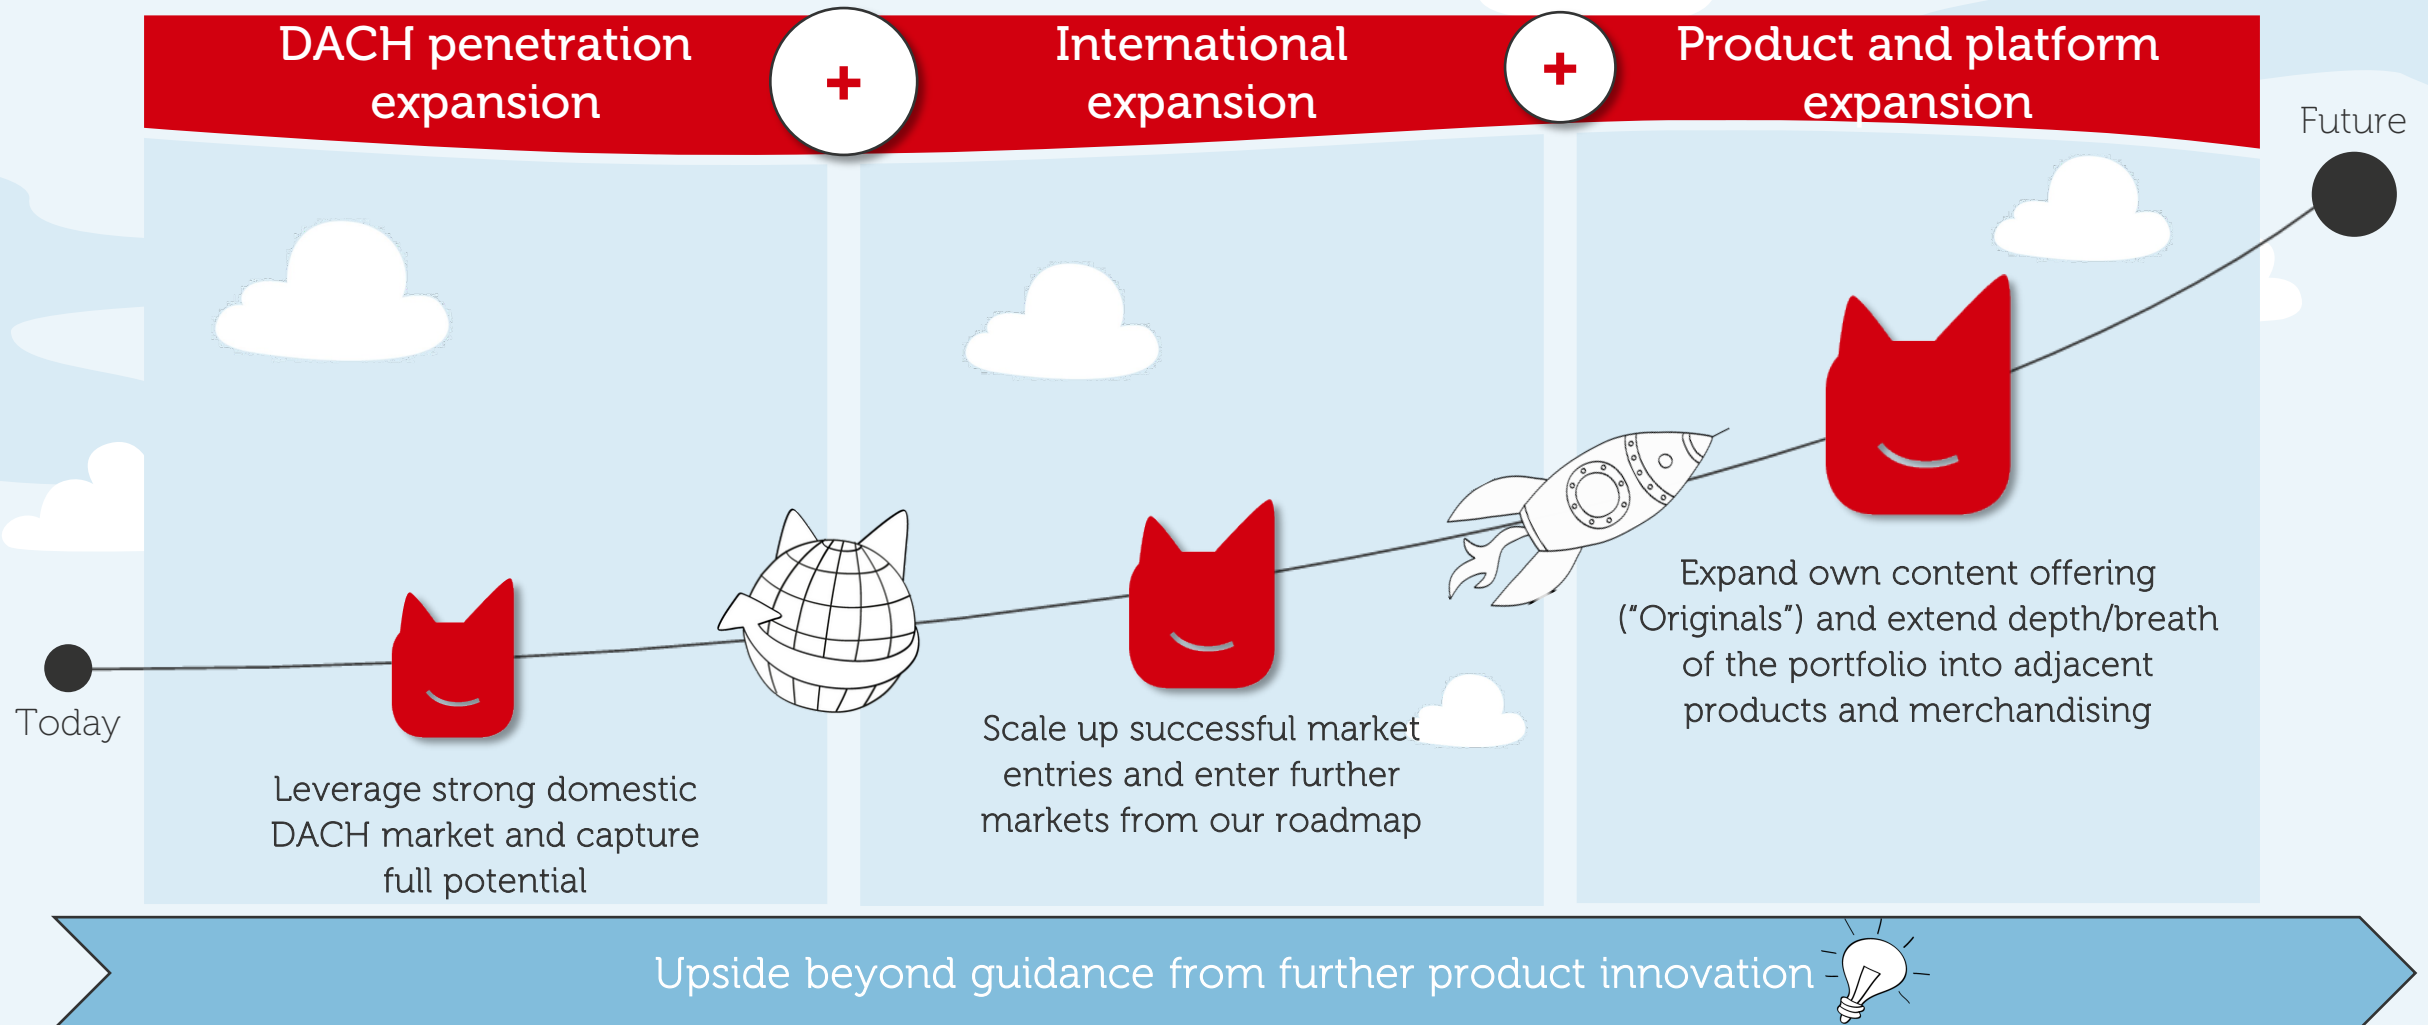 DACH penetration
expansion
+
International
expansion
+
Product and platform
expansion
Future
Today
Leverage strong domestic
DACH market and capture
full potential
Scale up successful market
entries and enter further
markets from our roadmap
Expand own content offering
(“Originals”) and extend depth/breath
of the portfolio into adjacent
products and merchandising
Upside beyond guidance from further product innovation